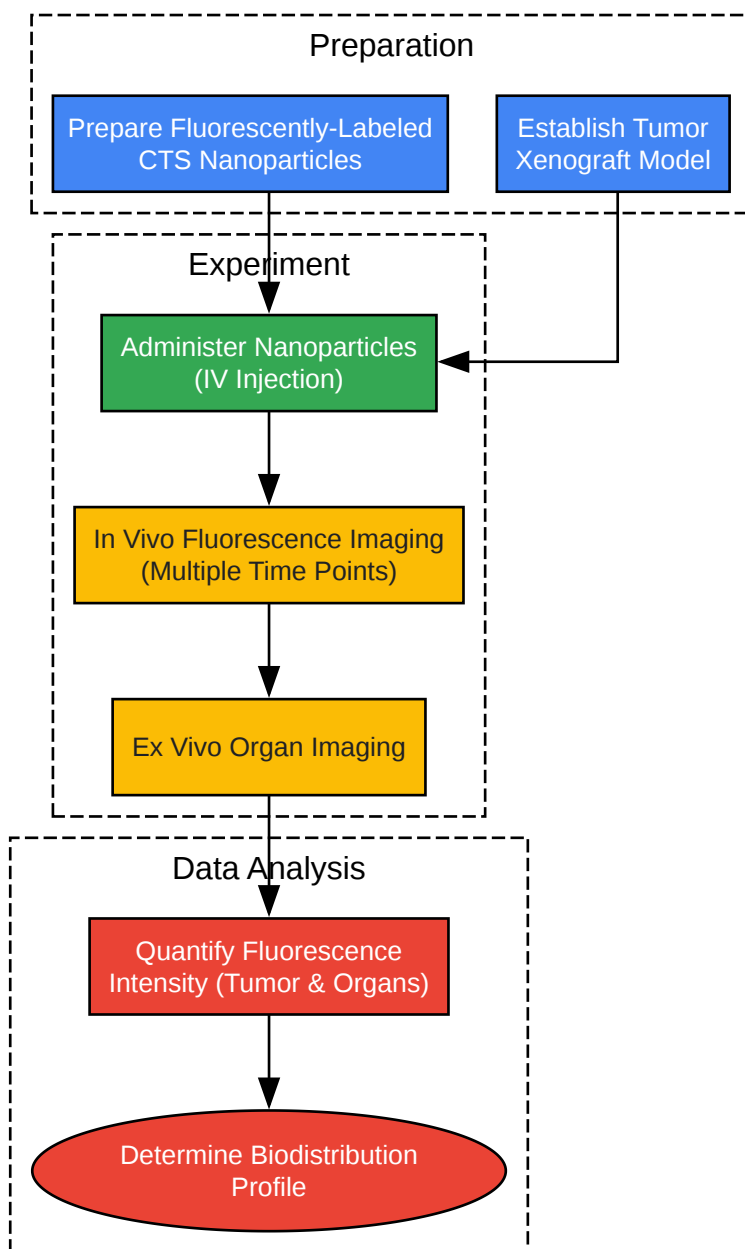 Preparation
Prepare Fluorescently-Labeled
CTS Nanoparticles
Establish Tumor
Xenograft Model
Experiment
Administer Nanoparticles
(IV Injection)
In Vivo Fluorescence Imaging
(Multiple Time Points)
Ex Vivo Organ Imaging
Data Analysis
Quantify Fluorescence
Intensity (Tumor & Organs)
Determine Biodistribution
Profile